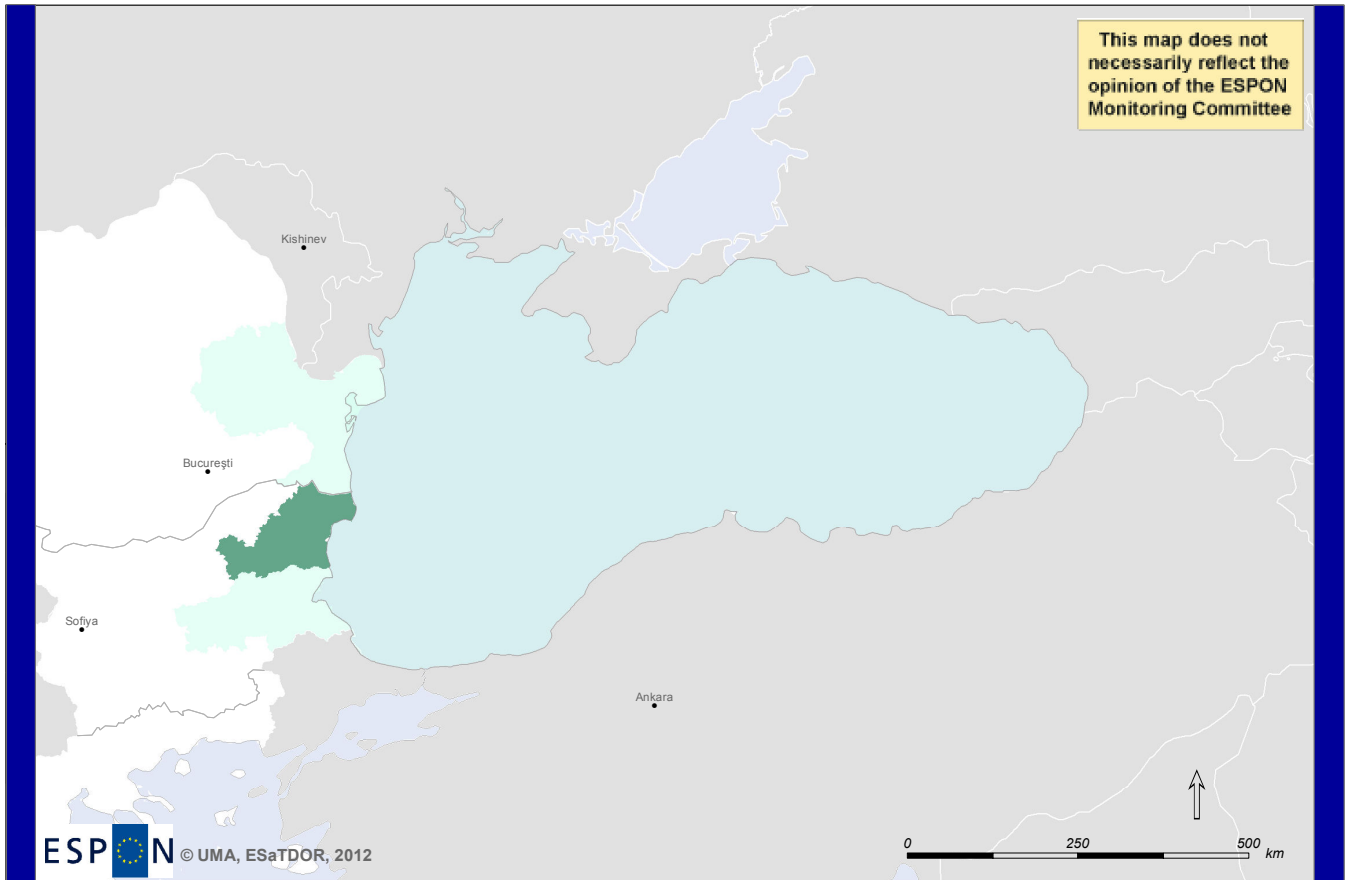 This map does not
necessarily reflect the
opinion of the ESPON
Monitoring Committee
Kishinev
Bucureşti
Sofiya
Ankara
0 250 500 km
ESPON © UMA, ESaTDOR, 2012